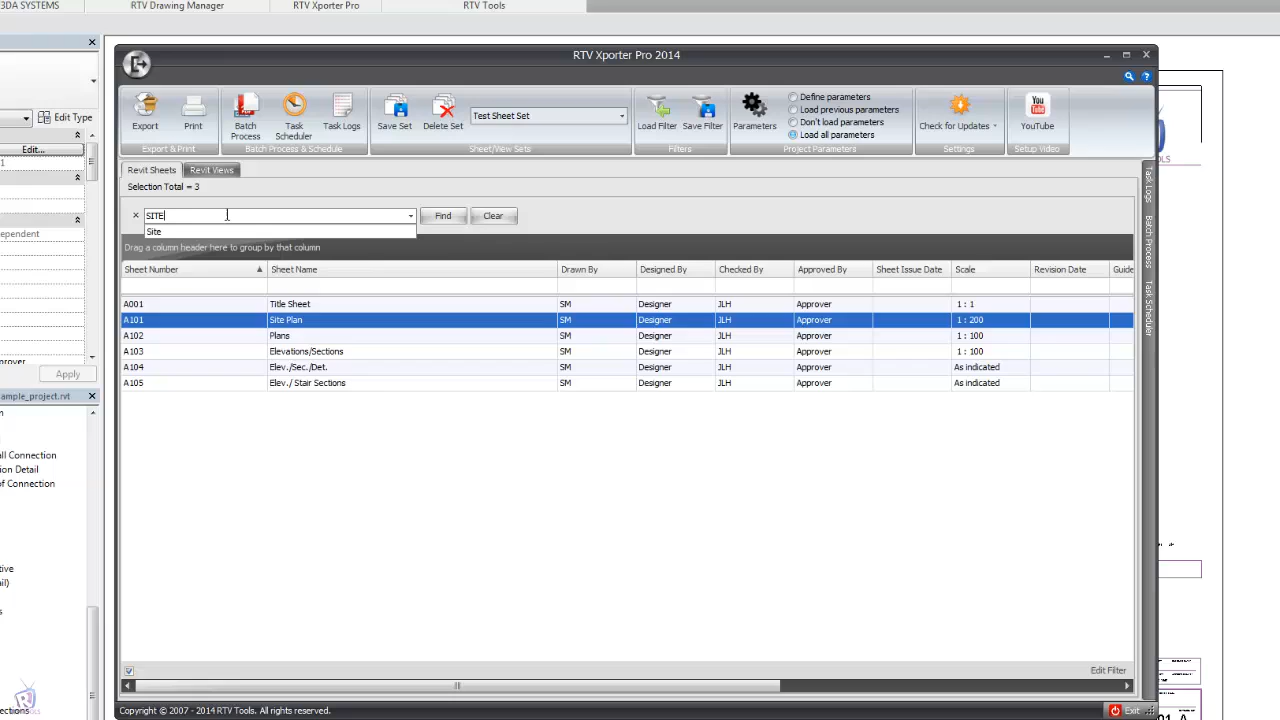 3DA SYSTEMS
RTV Drawing Manager
RTV Xporter Pro
RTV Tools
RTV Xporter Pro 2014
Export
Print
Batch Process
Task Scheduler
Task Logs
Save Set
Delete Set
Test Sheet Set
Load Filter
Save Filter
Parameters
Define parameters
Load previous parameters
Don't load parameters
Load all parameters
Check for Updates
YouTube
You Tube
Export & Print
Batch Process & Schedule
Sheet/View Sets
Filters
Project Parameters
Settings
Setup Video
Revit Sheets
Revit Views
Selection Total = 3
SITE
Find
Clear
Site
Drag a column header here to group by that column
Sheet Number Sheet Name Drawn By Designed By Checked By Approved By Sheet Issue Date Scale Revision Date Guide
A001 Title Sheet SM Designer JLH Approver 1 : 1
A101 Site Plan SM Designer JLH Approver 1 : 200
A102 Plans SM Designer JLH Approver 1 : 100
A103 Elevations/Sections SM Designer JLH Approver 1 : 100
A104 Elev./Sec./Det. SM Designer JLH Approver As indicated
A105 Elev./ Stair Sections SM Designer JLH Approver As indicated
Edit Filter
Copyright © 2007 - 2014 RTV Tools. All rights reserved.
Exit
Task Logs
Batch Process
Task Scheduler
Edit Type
Edit...
1
ependent
prover
Apply
ample_project.rvt
n
all Connection
ion Detail
of Connection
tive
ail)
s
ections
OLS